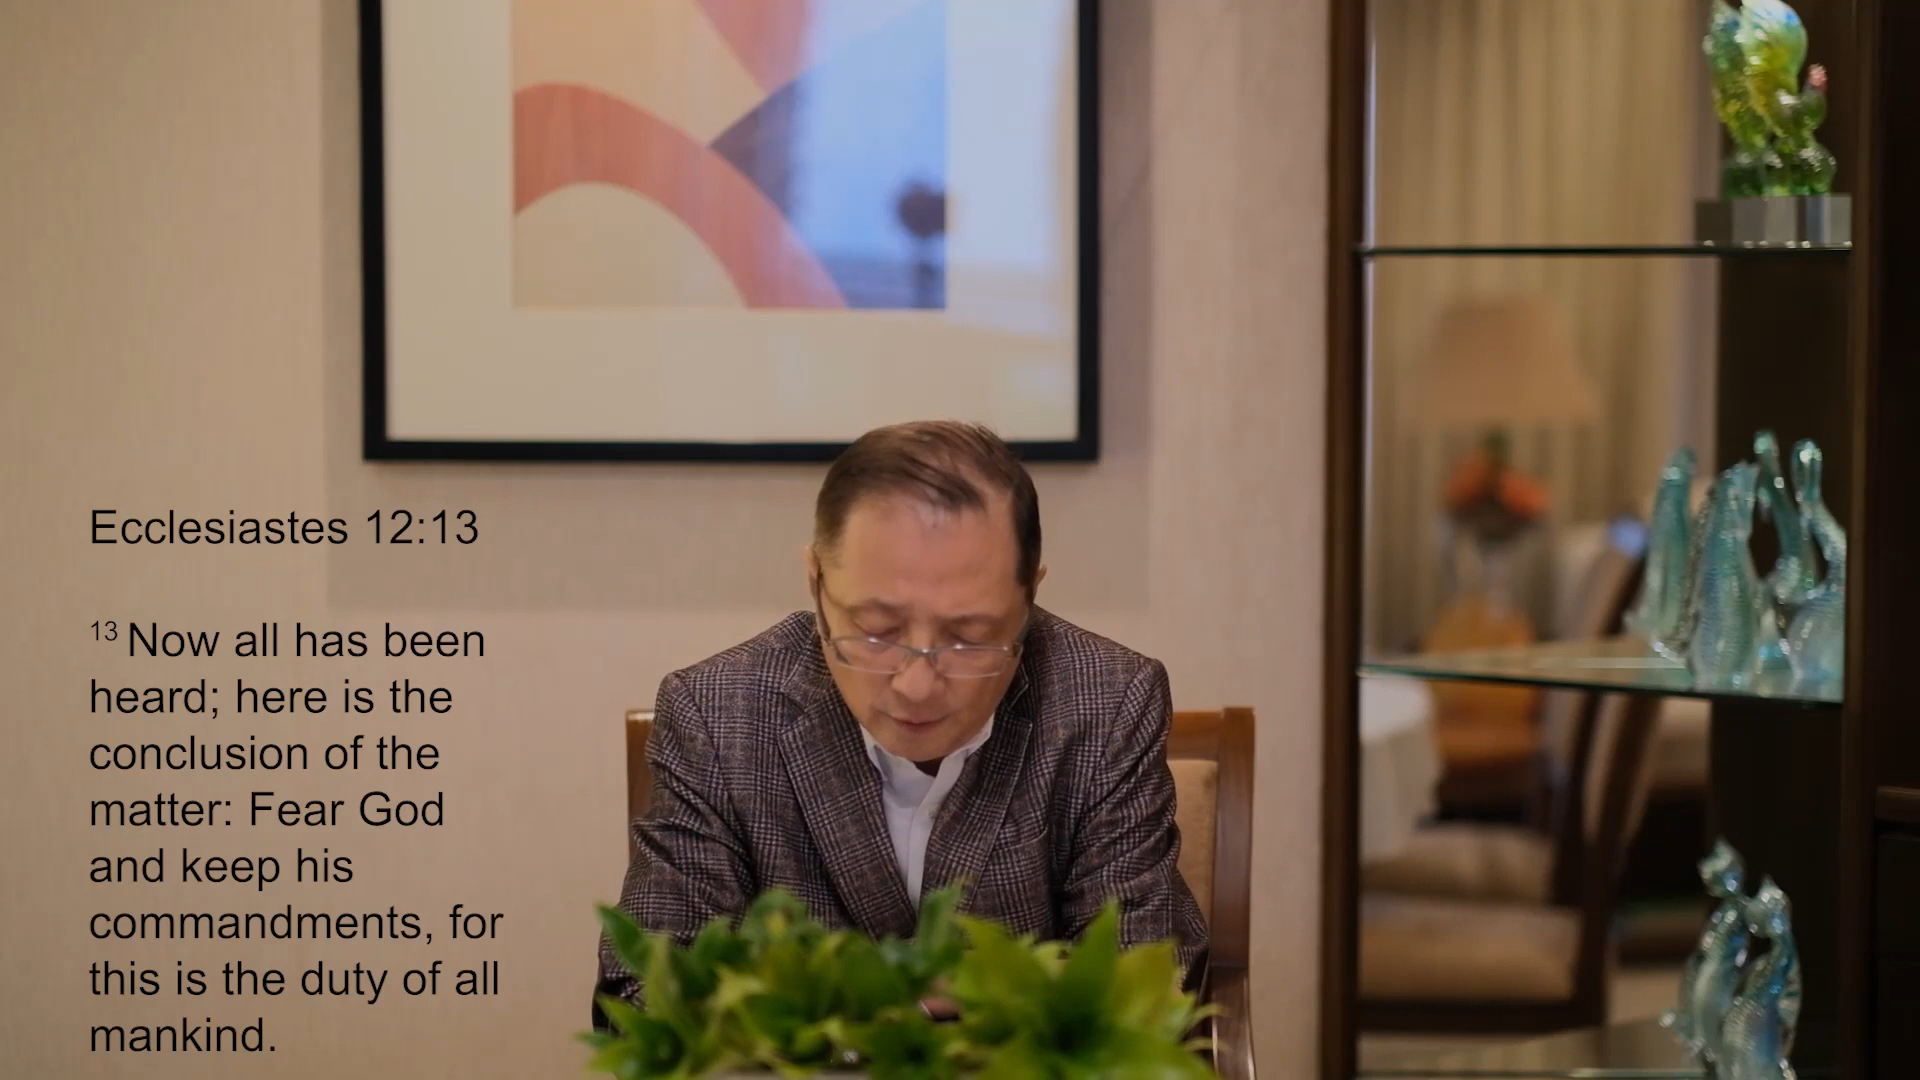 Ecclesiastes 12:13
13 Now all has been
heard; here is the
conclusion of the
matter: Fear God
and keep his
commandments, for
this is the duty of all
mankind.